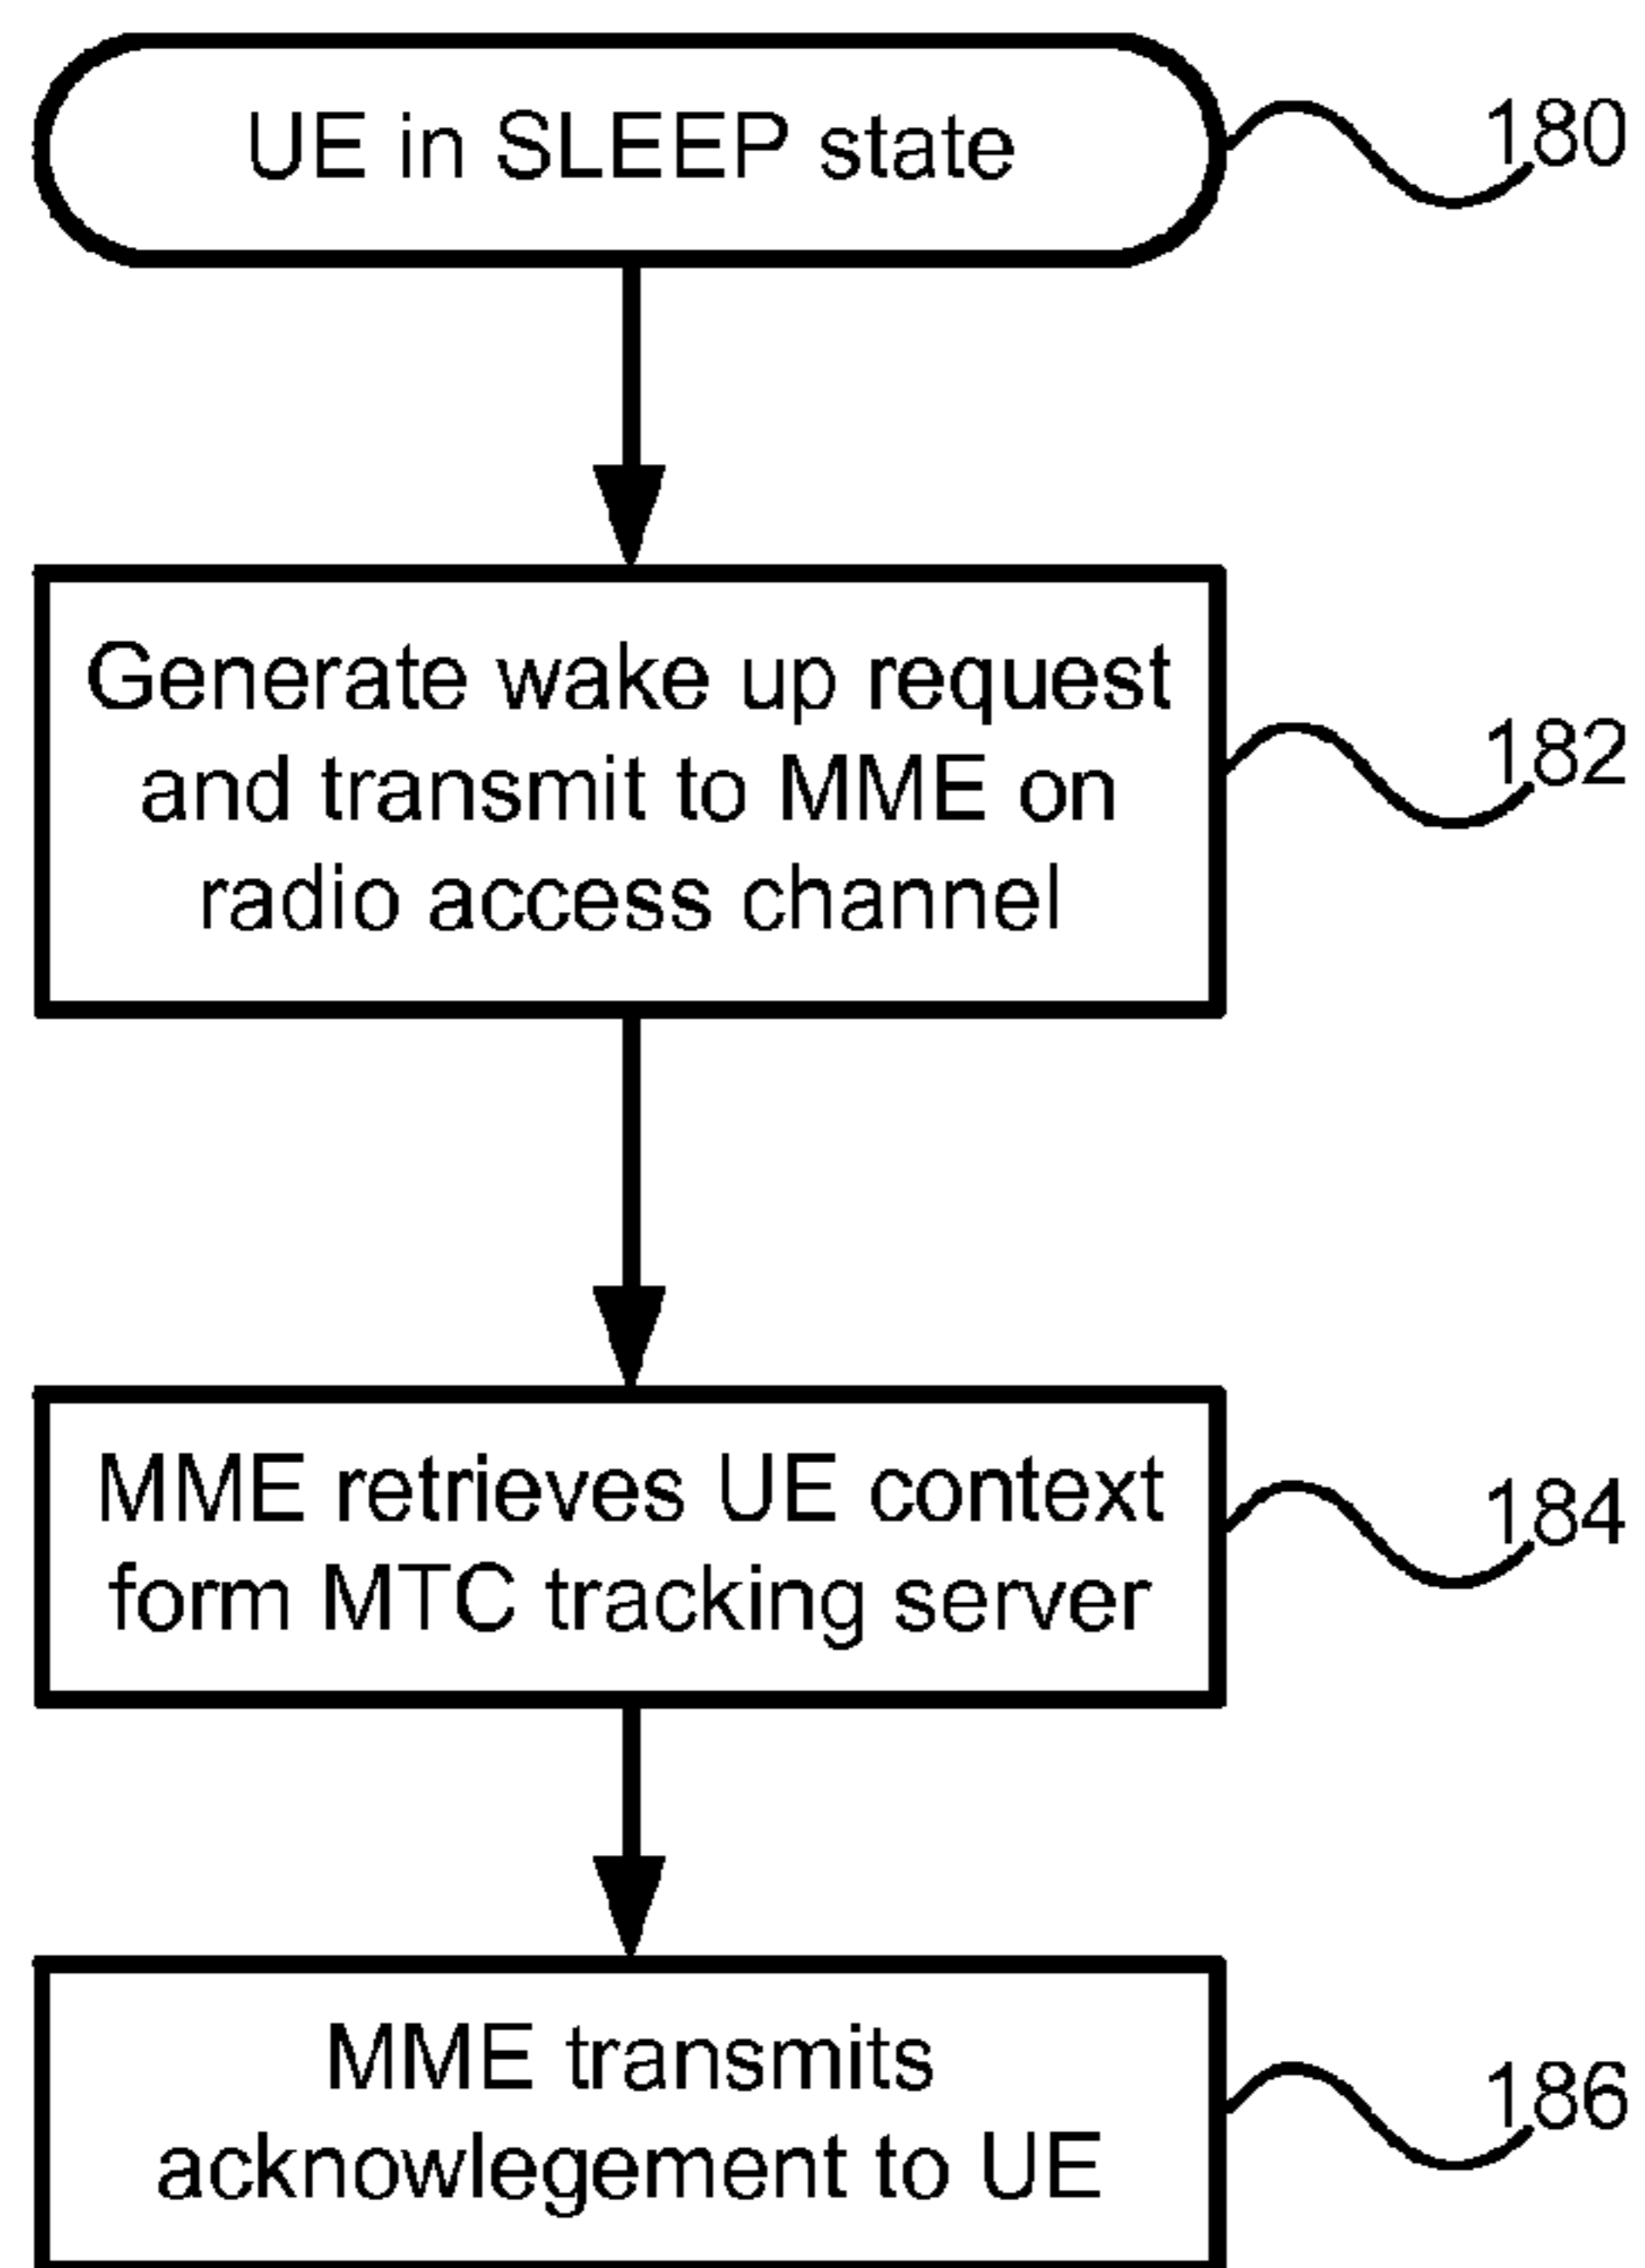 UE in SLEEP state
180
Generate wake up request
and transmit to MME on
radio access channel
182
MME retrieves UE context
form MTC tracking server
184
MME transmits
acknowlegement to UE
186